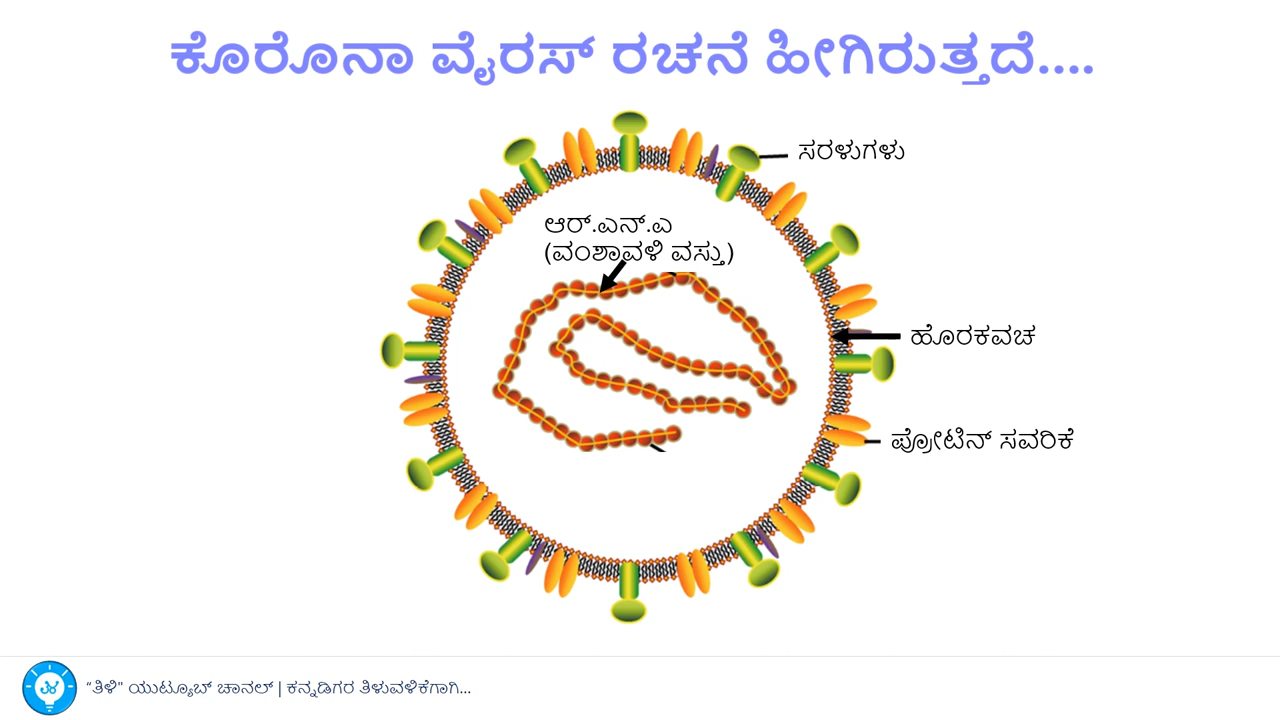 ಕೊರೊನಾ ವೈರಸ್ ರಚನೆ ಹೀಗಿರುತ್ತದೆ....
ಸರಳುಗಳು
ಆರ್.ಎನ್.ಎ
(ವಂಶಾವಳಿ ವಸ್ತು)
ಹೊರಕವಚ
ಪ್ರೋಟಿನ್ ಸವರಿಕೆ
“ತಿಳಿ" ಯುಟ್ಯೂಬ್ ಚಾನಲ್ | ಕನ್ನಡಿಗರ ತಿಳುವಳಿಕೆಗಾಗಿ...